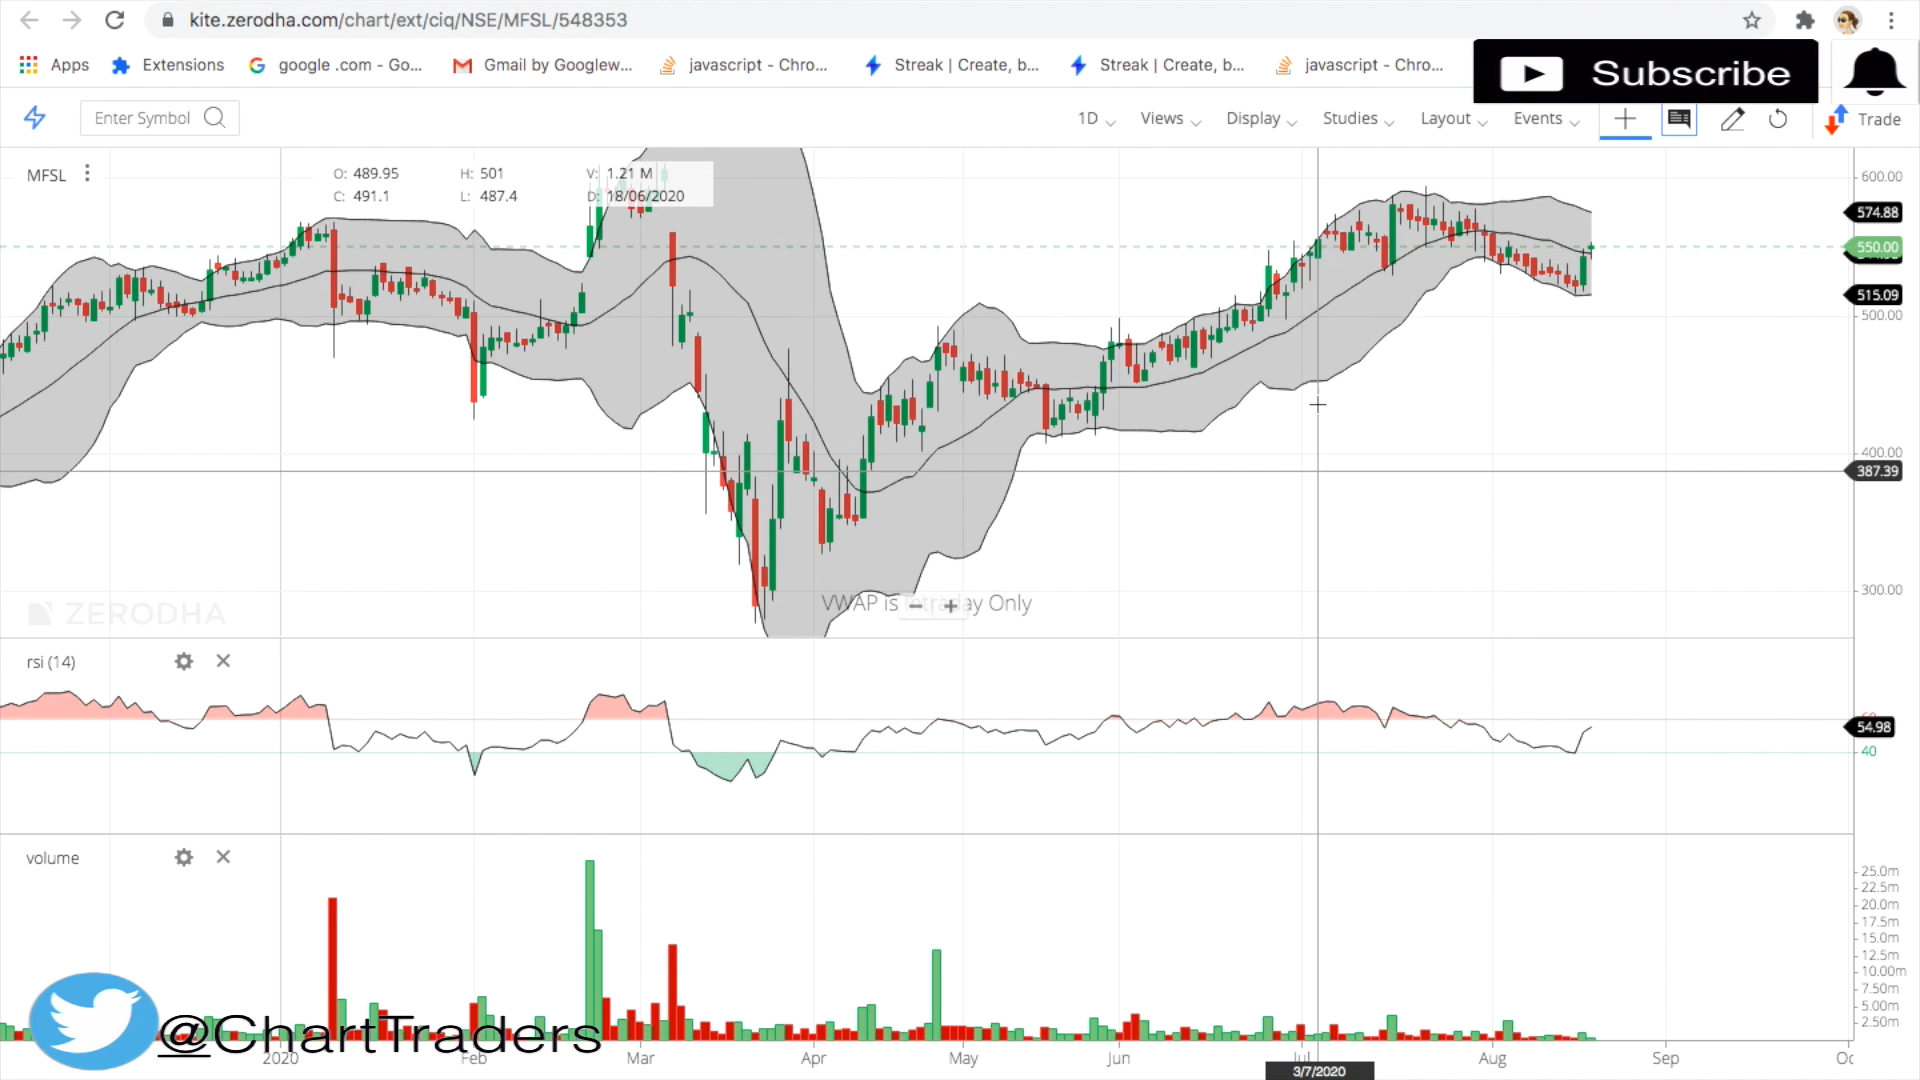 kite.zerodha.com/chart/ext/ciq/NSE/MFSL/548353
Apps Extensions google .com - Go... Gmail by Googlew... javascript - Chro... Streak | Create, b... Streak | Create, b... javascript - Chro...
Subscribe
Enter Symbol 1D Views Display Studies Layout Events Trade
MFSL O: 489.95 H: 501 V: 1.21 M
C: 491.1 L: 487.4 D: 18/06/2020
600.00
574.88
550.00
515.09
500.00
400.00
387.39
300.00
VWAP is Intraday Only
ZERODHA
rsi (14)
54.98
40
volume
25.0m
22.5m
20.0m
17.5m
15.0m
12.5m
10.00m
7.50m
5.00m
2.50m
@ChartTraders
2020 Feb Mar Apr May Jun Jul Aug Sep
3/7/2020